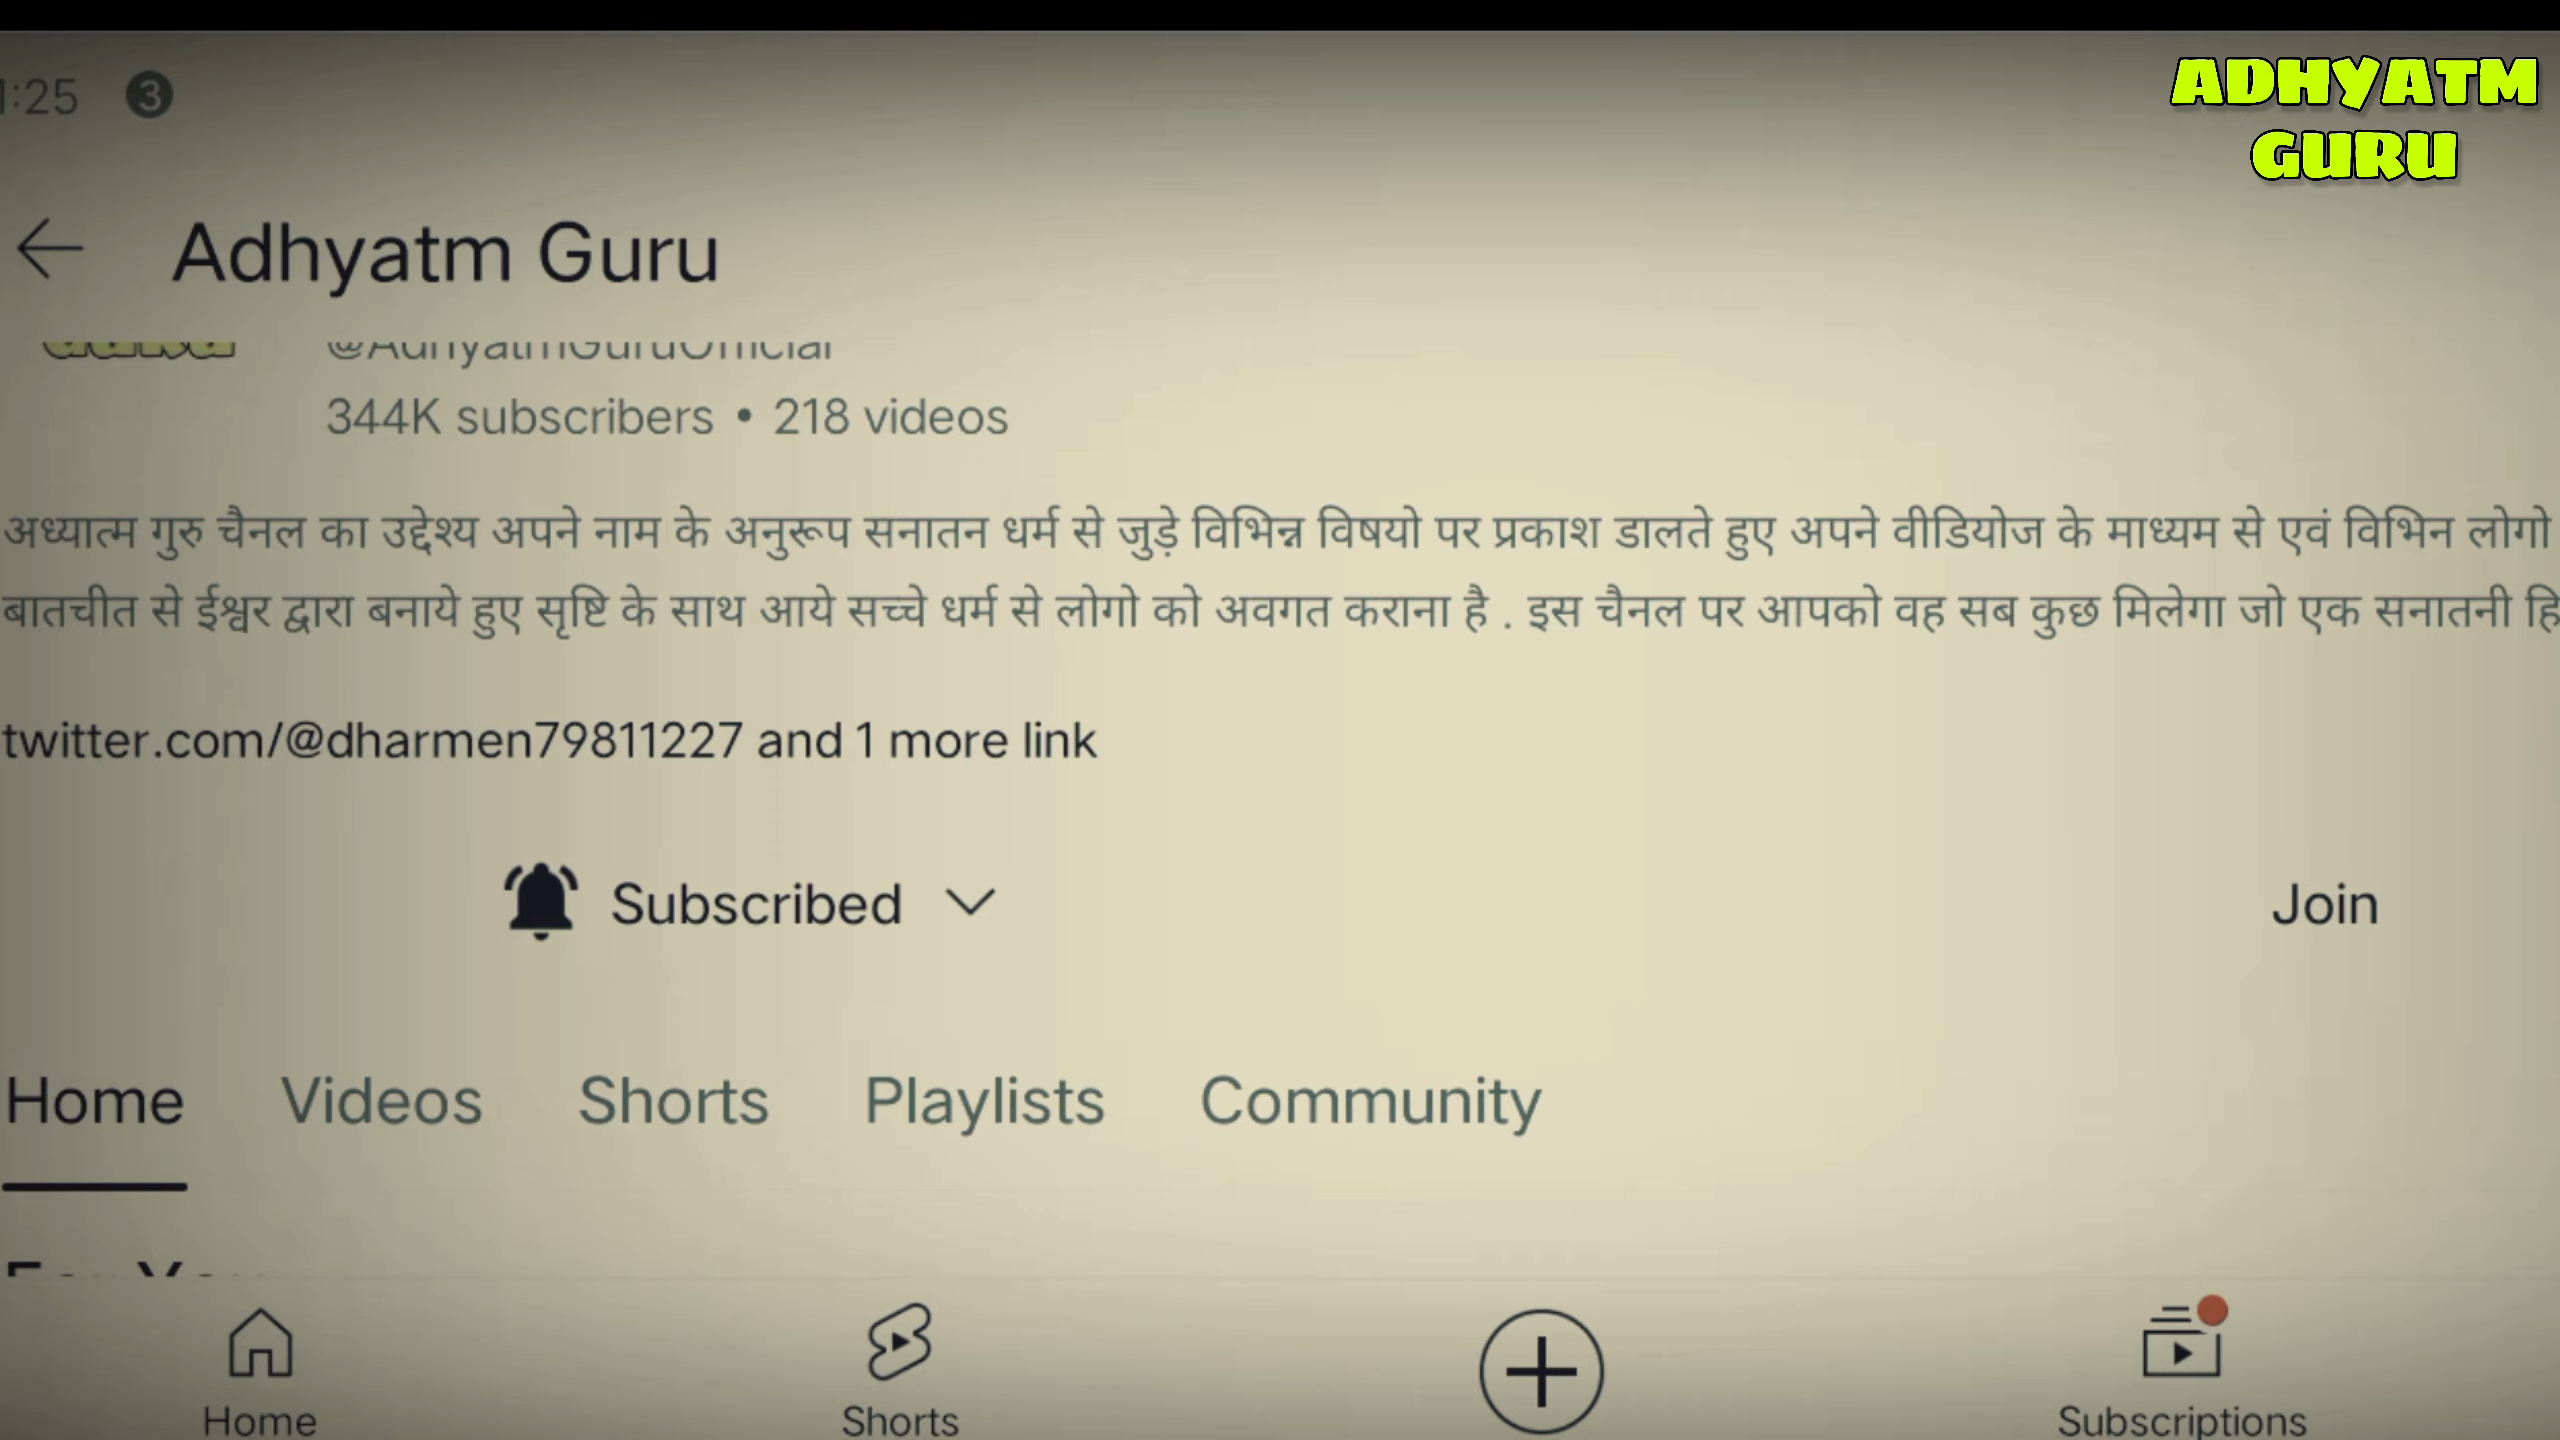 1:25 3
ADHYATM
GURU
Adhyatm Guru
@AdhyatmGuruOfficial
344K subscribers • 218 videos
अध्यात्म गुरु चैनल का उद्देश्य अपने नाम के अनुरूप सनातन धर्म से जुड़े विभिन्न विषयो पर प्रकाश डालते हुए अपने वीडियोज के माध्यम से एवं विभिन लोगो
बातचीत से ईश्वर द्वारा बनाये हुए सृष्टि के साथ आये सच्चे धर्म से लोगो को अवगत कराना है . इस चैनल पर आपको वह सब कुछ मिलेगा जो एक सनातनी हि
twitter.com/@dharmen79811227 and 1 more link
Subscribed
Join
Home Videos Shorts Playlists Community
Home Shorts Subscriptions